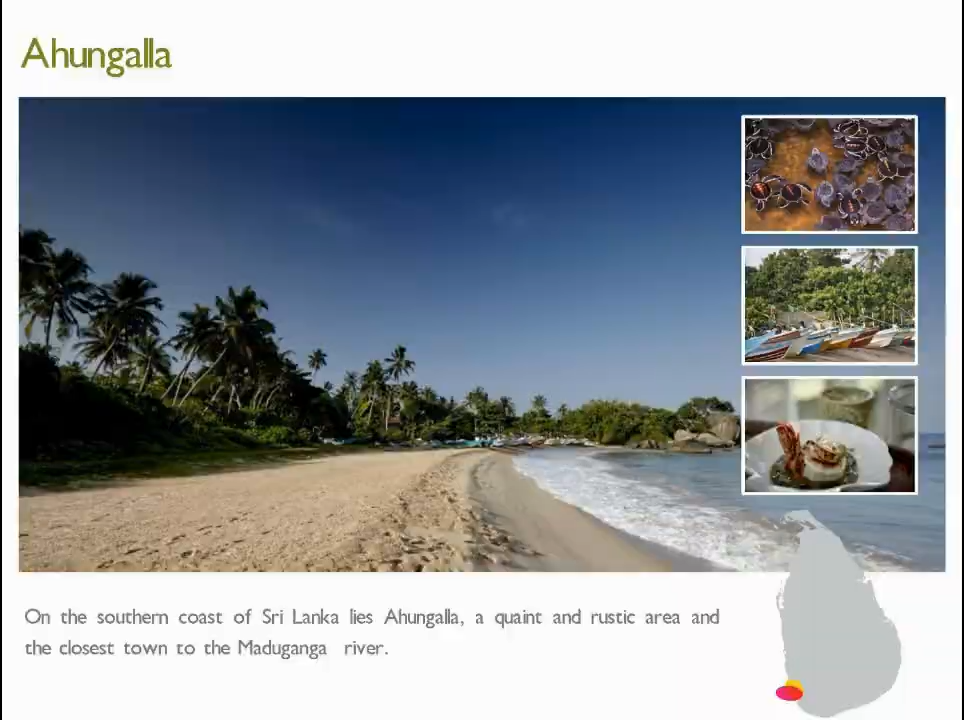 Ahungalla
On the southern coast of Sri Lanka lies Ahungalla, a quaint and rustic area and
the closest town to the Maduganga river.